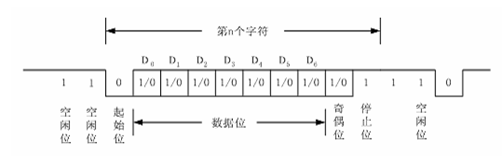 第n个字符
D₀ D₁ D₂ D₃ D₄ D₅ D₆
1 1 0 1/0 1/0 1/0 1/0 1/0 1/0 1/0 1/0 1 1 1 0
空闲位 空闲位 起始位 数据位 奇偶位 停止位 空闲位